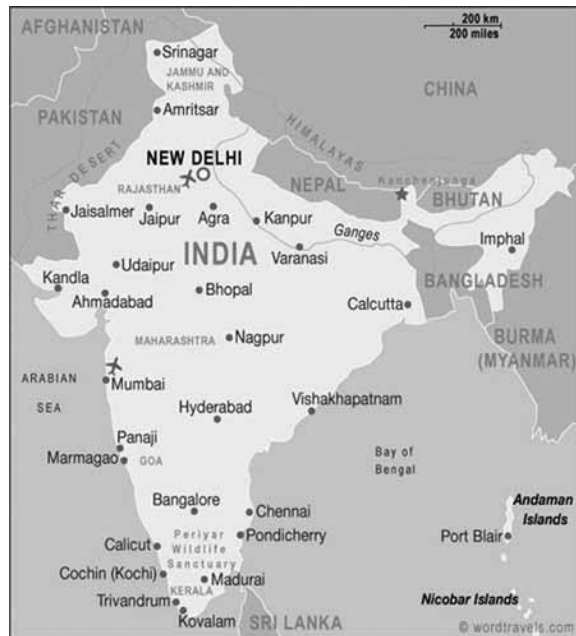 AFGHANISTAN
200 km
200 miles
Srinagar
JAMMU AND
KASHMIR
CHINA
PAKISTAN
Amritsar
HIMALAYAS
THAR DESERT
NEW DELHI
RAJASTHAN
NEPAL
Kanchenjunga
BHUTAN
Jaisalmer
Jaipur
Agra
Kanpur
Ganges
Imphal
INDIA
Varanasi
Udaipur
Kandla
Ahmadabad
Bhopal
BANGLADESH
Calcutta
MAHARASHTRA
Nagpur
BURMA
(MYANMAR)
ARABIAN
SEA
Mumbai
Hyderabad
Vishakhapatnam
Panaji
Marmagao
GOA
Bay of
Bengal
Bangalore
Chennai
Andaman
Islands
Calicut
Periyar
Wildlife
Sanctuary
Pondicherry
Port Blair
Cochin (Kochi)
KERALA
Madurai
Trivandrum
Kovalam
SRI LANKA
Nicobar Islands
© wordtravels.com